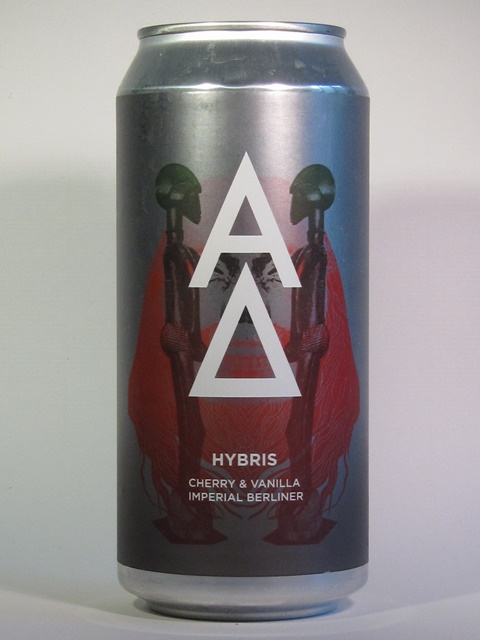 A
Δ
HYBRIS
CHERRY & VANILLA
IMPERIAL BERLINER